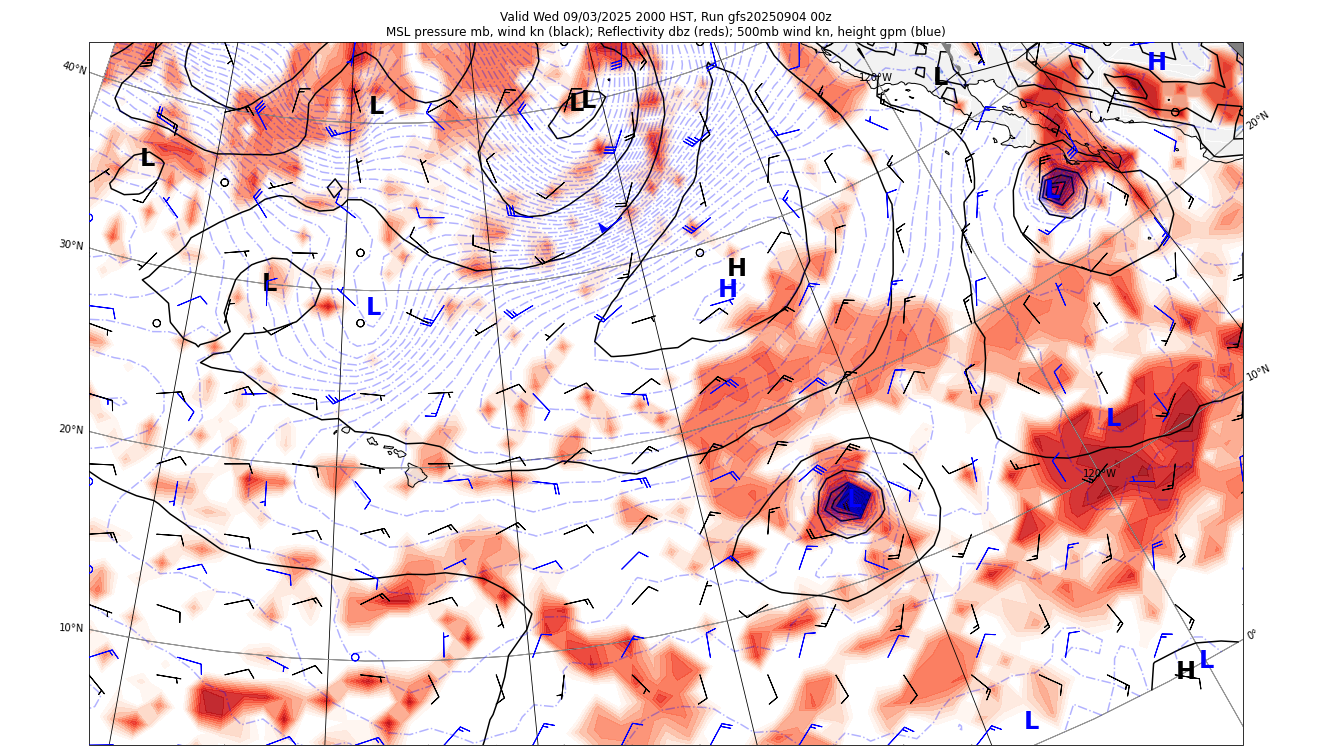 Valid Wed 09/03/2025 2000 HST, Run gfs20250904 00z
MSL pressure mb, wind kn (black); Reflectivity dbz (reds); 500mb wind kn, height gpm (blue)
40°N
120°W
L
H
L
L L
20°N
L
L
30°N
H
L
H
L
10°N
20°N
L
120°W
L
10°N
0°
H
L
L